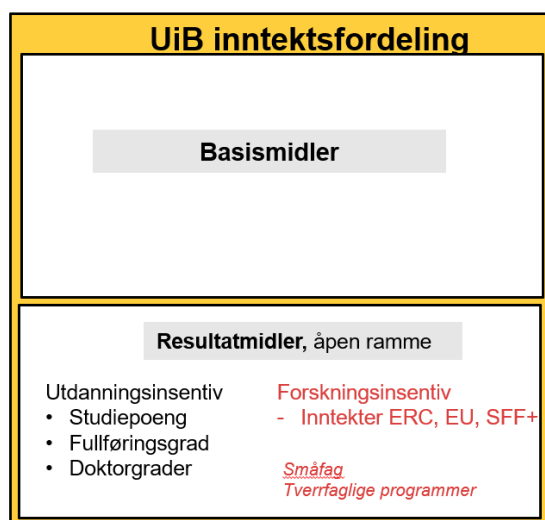 UiB inntektsfordeling
Basismidler
Resultatmidler, åpen ramme
Utdanningsinsentiv
• Studiepoeng
• Fullføringsgrad
• Doktorgrader
Forskningsinsentiv
- Inntekter ERC, EU, SFF+
Småfag
Tverrfaglige programmer